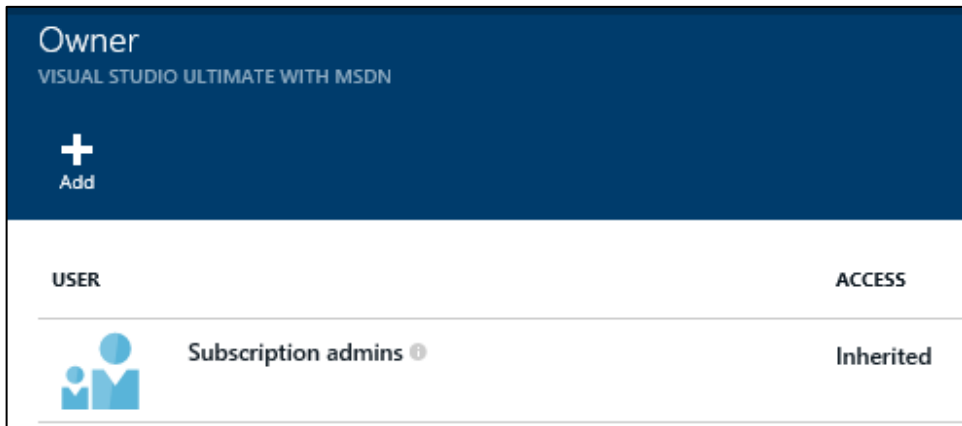 Owner
VISUAL STUDIO ULTIMATE WITH MSDN
Add
USER ACCESS
Subscription admins Inherited